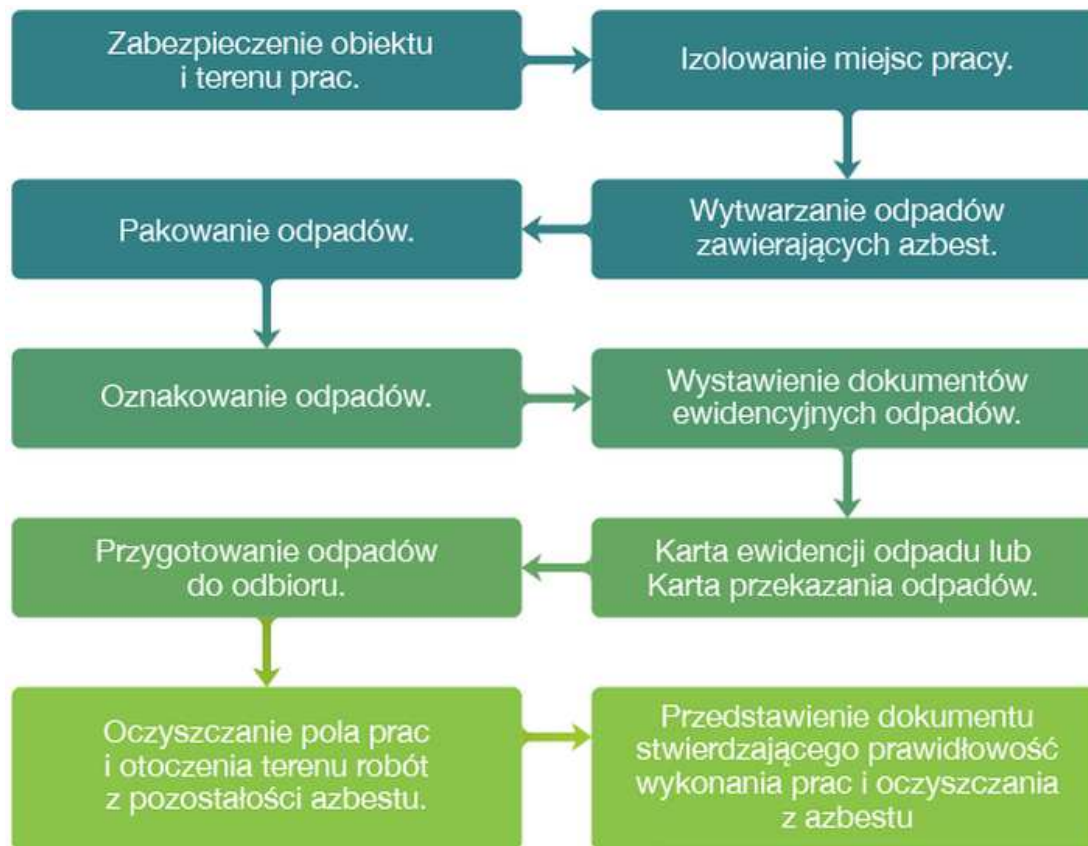 Zabezpieczenie obiektu
i terenu prac.
Izolowanie miejsc pracy.
Wytwarzanie odpadów
zawierających azbest.
Pakowanie odpadów.
Oznakowanie odpadów.
Wystawienie dokumentów
ewidencyjnych odpadów.
Karta ewidencji odpadu lub
Karta przekazania odpadów.
Przygotowanie odpadów
do odbioru.
Oczyszczanie pola prac
i otoczenia terenu robót
z pozostałości azbestu.
Przedstawienie dokumentu
stwierdzającego prawidłowość
wykonania prac i oczyszczania
z azbestu